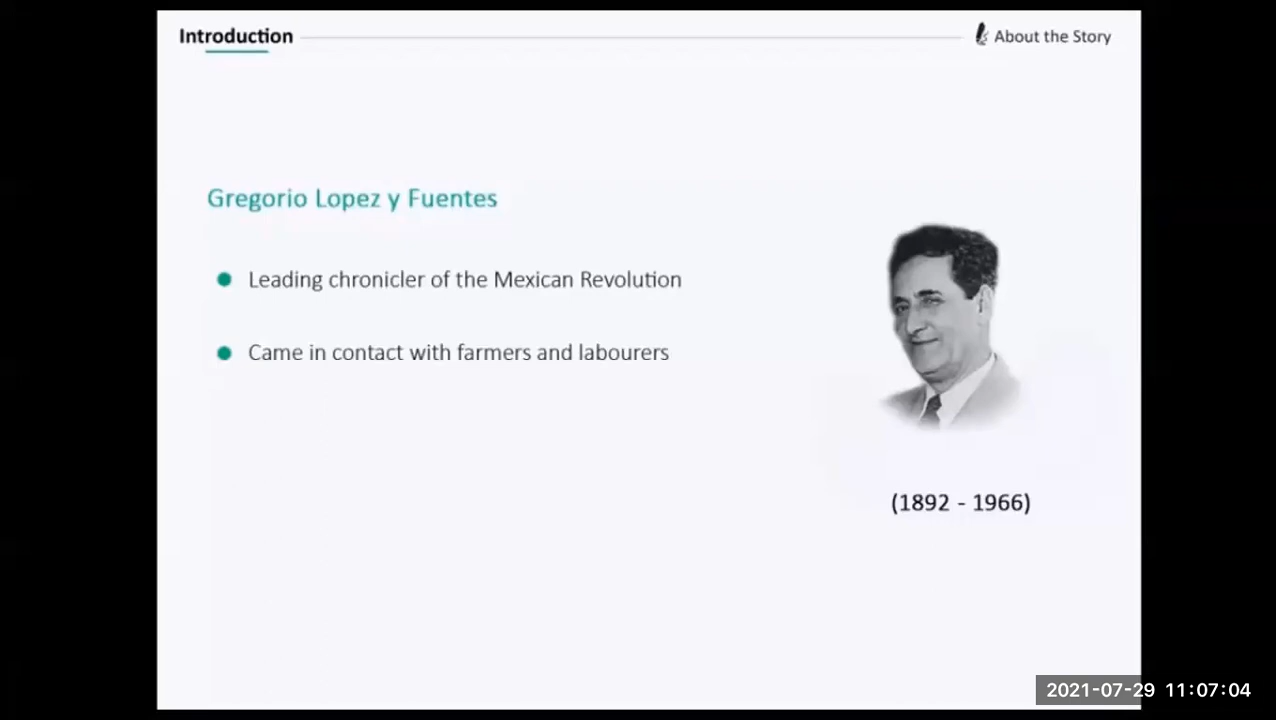 Introduction
About the Story
Gregorio Lopez y Fuentes
Leading chronicler of the Mexican Revolution
Came in contact with farmers and labourers
(1892 - 1966)
2021-07-29 11:07:04